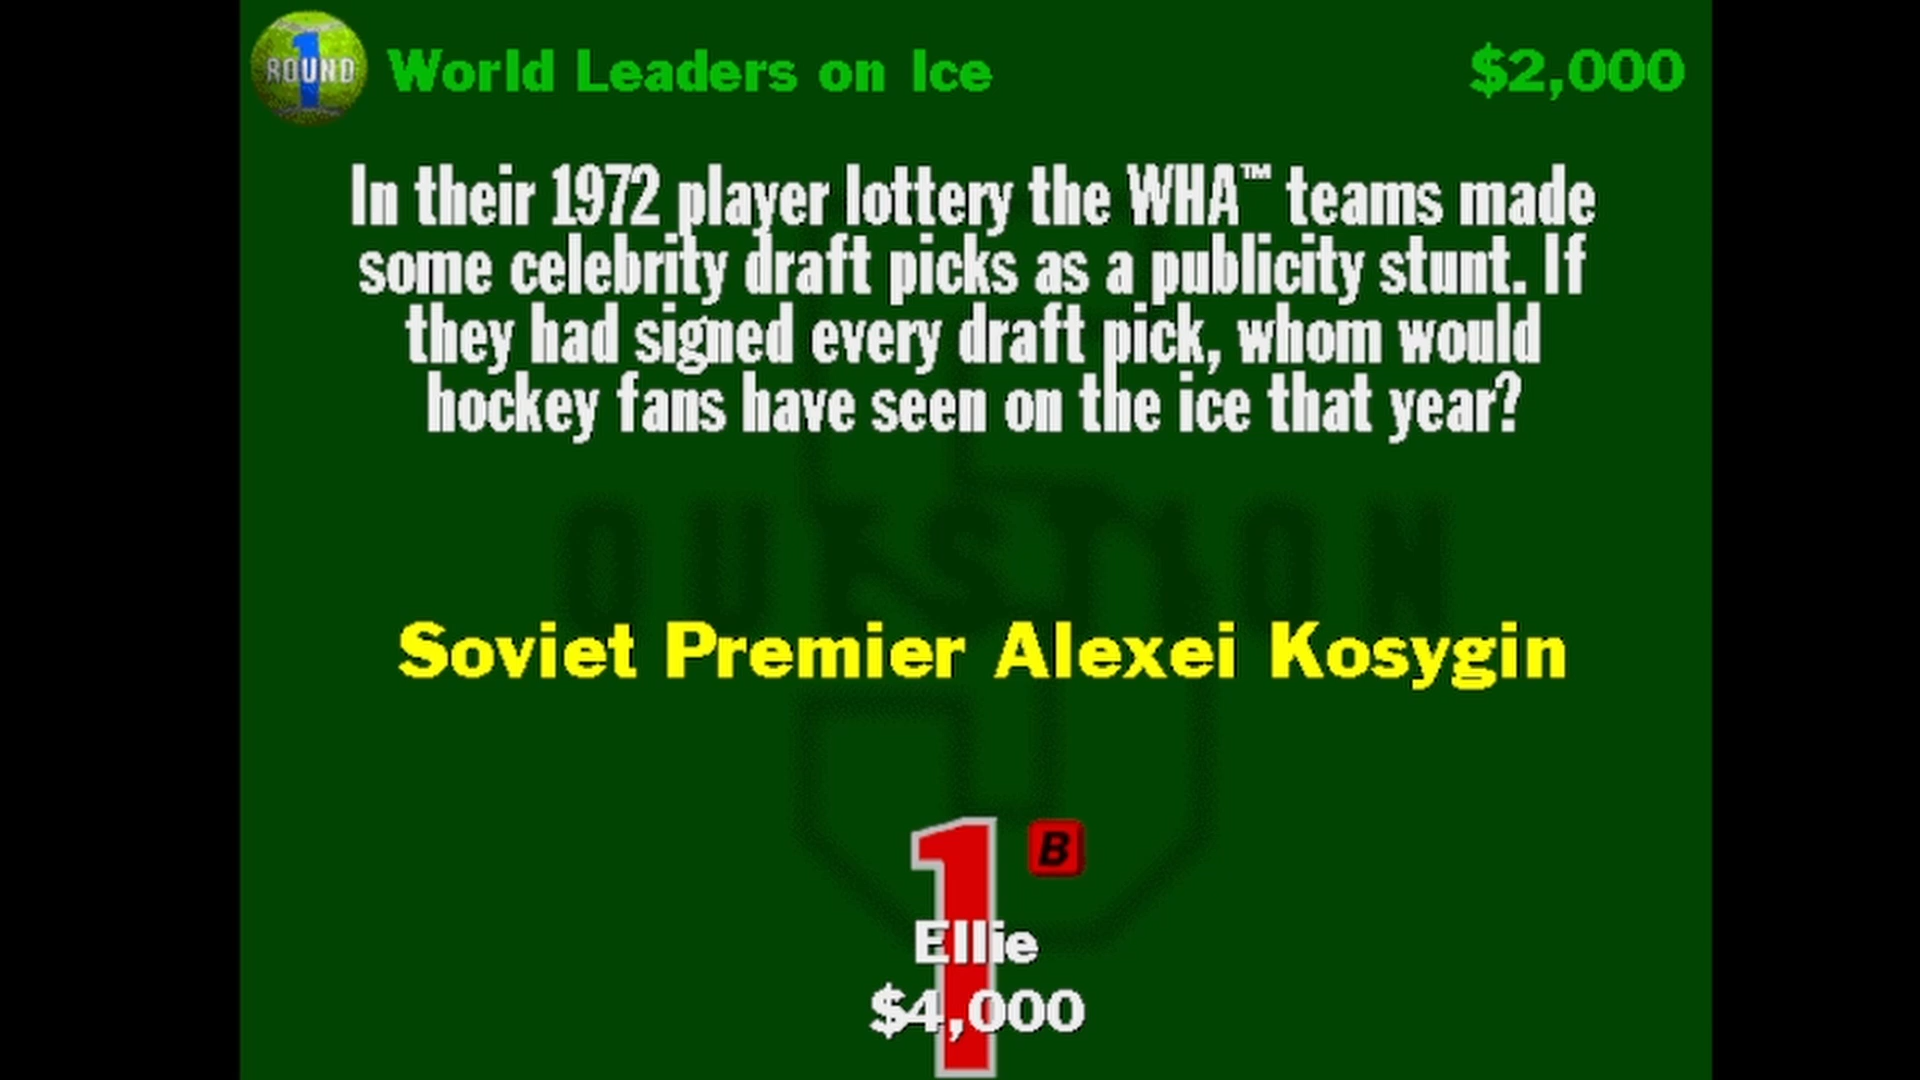 ROUND 1
World Leaders on Ice
$2,000
In their 1972 player lottery the WHA™ teams made
some celebrity draft picks as a publicity stunt. If
they had signed every draft pick, whom would
hockey fans have seen on the ice that year?
QUESTION
5
Soviet Premier Alexei Kosygin
1
B
Ellie
$4,000